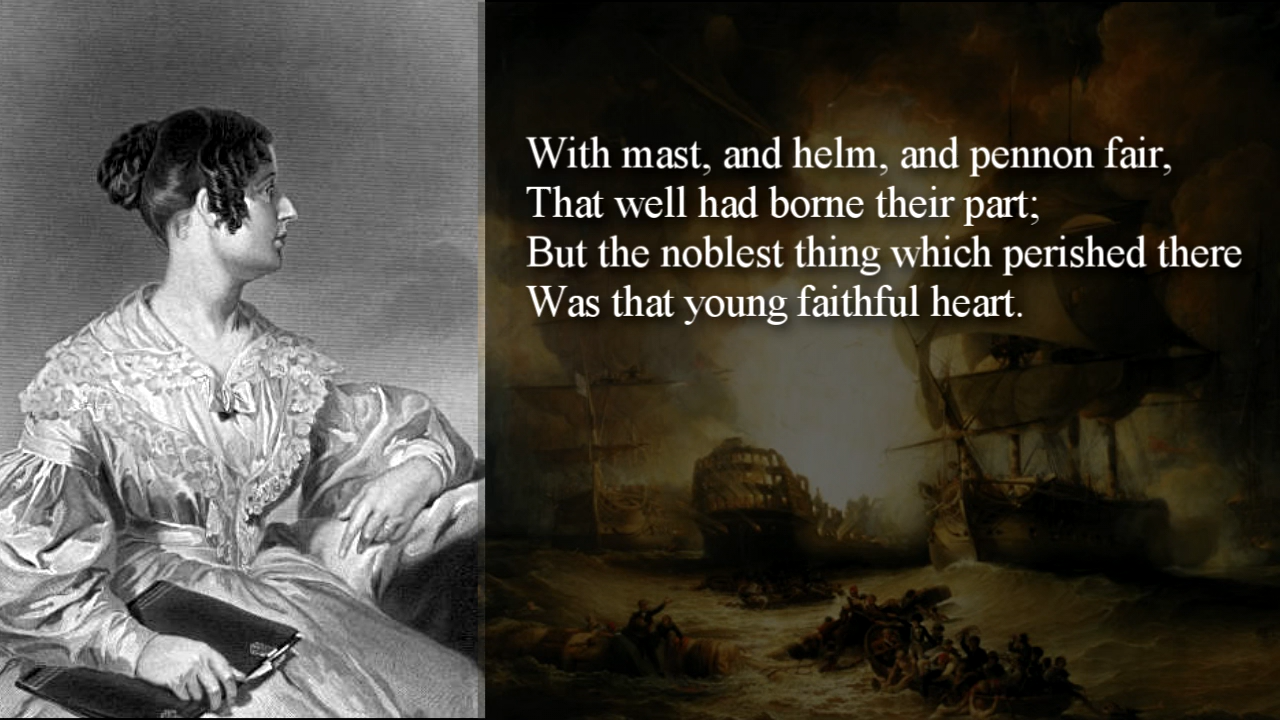 With mast, and helm, and pennon fair,
That well had borne their part;
But the noblest thing which perished there
Was that young faithful heart.